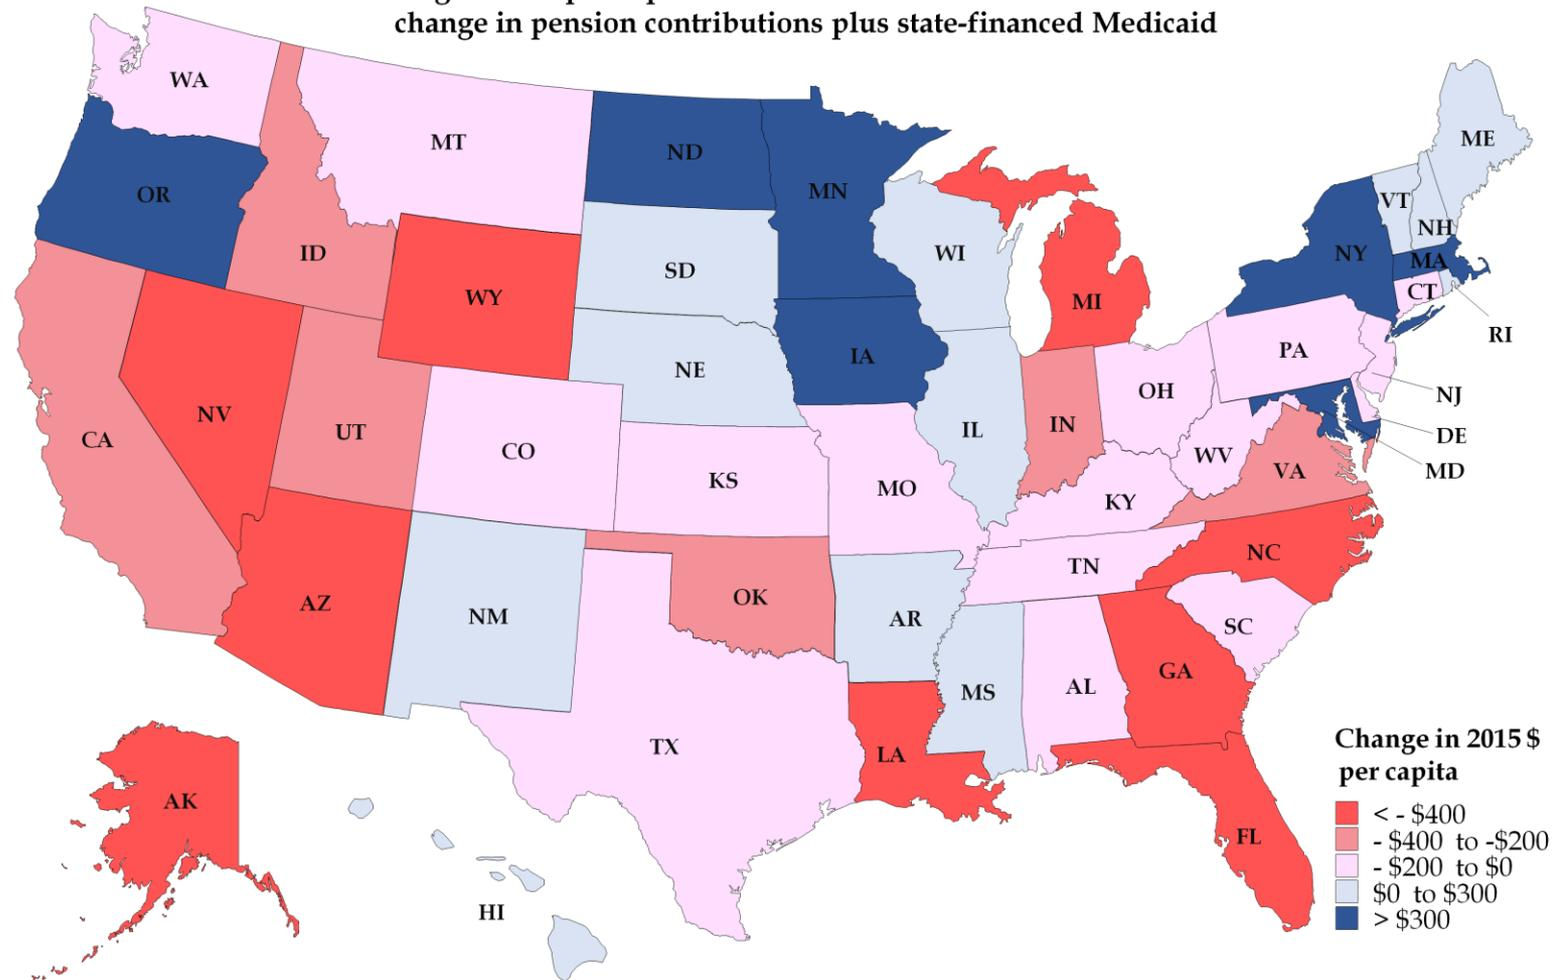 change in pension contributions plus state-financed Medicaid
WA
MT
ND
MN
ME
OR
ID
WY
SD
WI
MI
VT
NH
NY
MA
CT
RI
NV
CA
UT
CO
NE
IA
IL
IN
OH
PA
NJ
DE
MD
KS
MO
KY
WV
VA
AZ
NM
OK
AR
TN
NC
SC
TX
LA
MS
AL
GA
FL
AK
HI
Change in 2015 $
per capita
< - $400
- $400 to -$200
- $200 to $0
$0 to $300
> $300